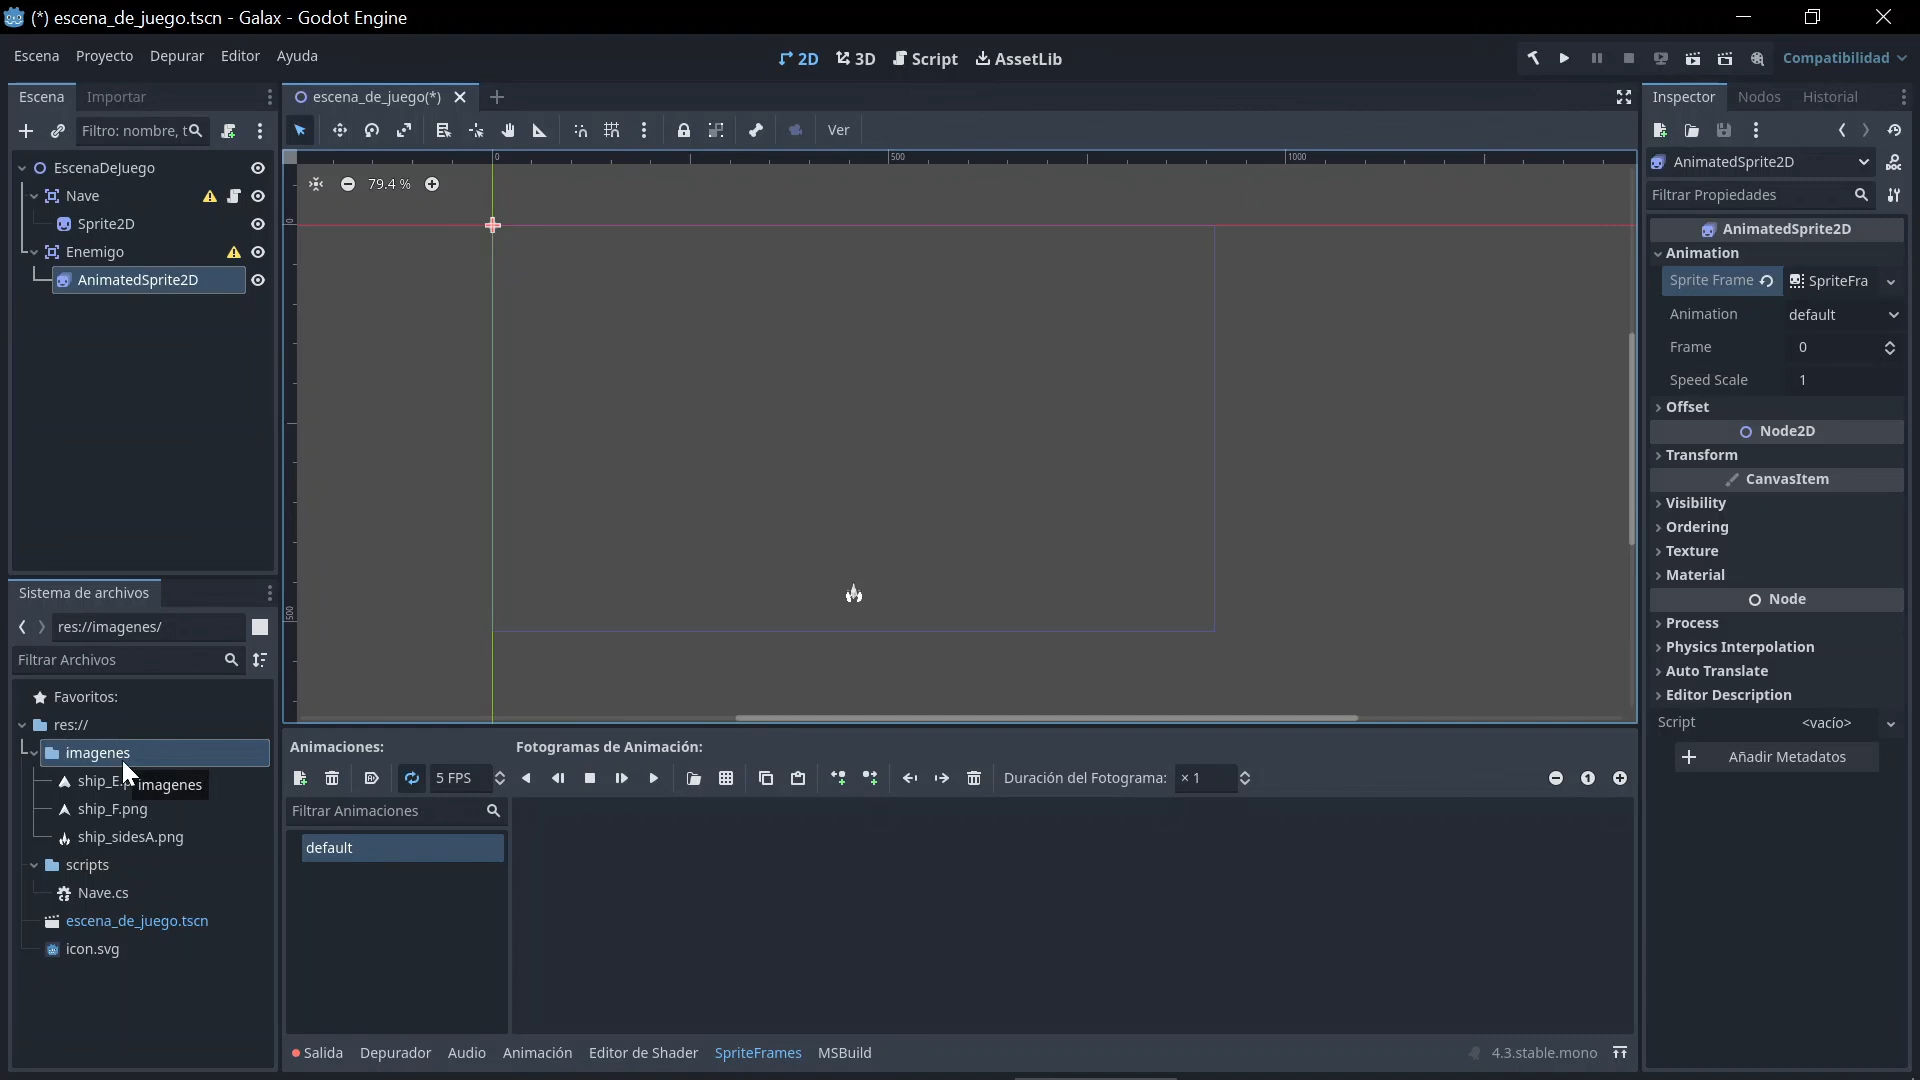 (*) escena_de_juego.tscn - Galax - Godot Engine
Escena Proyecto Depurar Editor Ayuda
2D 3D Script AssetLib
Compatibilidad
Escena Importar
escena_de_juego(*)
Inspector Nodos Historial
Filtro: nombre, t
Ver
EscenaDeJuego
Nave
Sprite2D
Enemigo
AnimatedSprite2D
79.4 %
0
500
1000
0
500
AnimatedSprite2D
Filtrar Propiedades
AnimatedSprite2D
Animation
Sprite Frame SpriteFra
Animation default
Frame 0
Speed Scale 1
Offset
Node2D
Transform
CanvasItem
Visibility
Ordering
Texture
Material
Node
Process
Physics Interpolation
Auto Translate
Editor Description
Script <vacío>
Añadir Metadatos
Sistema de archivos
res://imagenes/
Filtrar Archivos
Favoritos:
res://
imagenes
ship_E.p
imagenes
ship_F.png
ship_sidesA.png
scripts
Nave.cs
escena_de_juego.tscn
icon.svg
Animaciones: Fotogramas de Animación:
5 FPS
Duración del Fotograma: × 1
Filtrar Animaciones
default
Salida Depurador Audio Animación Editor de Shader SpriteFrames MSBuild
4.3.stable.mono